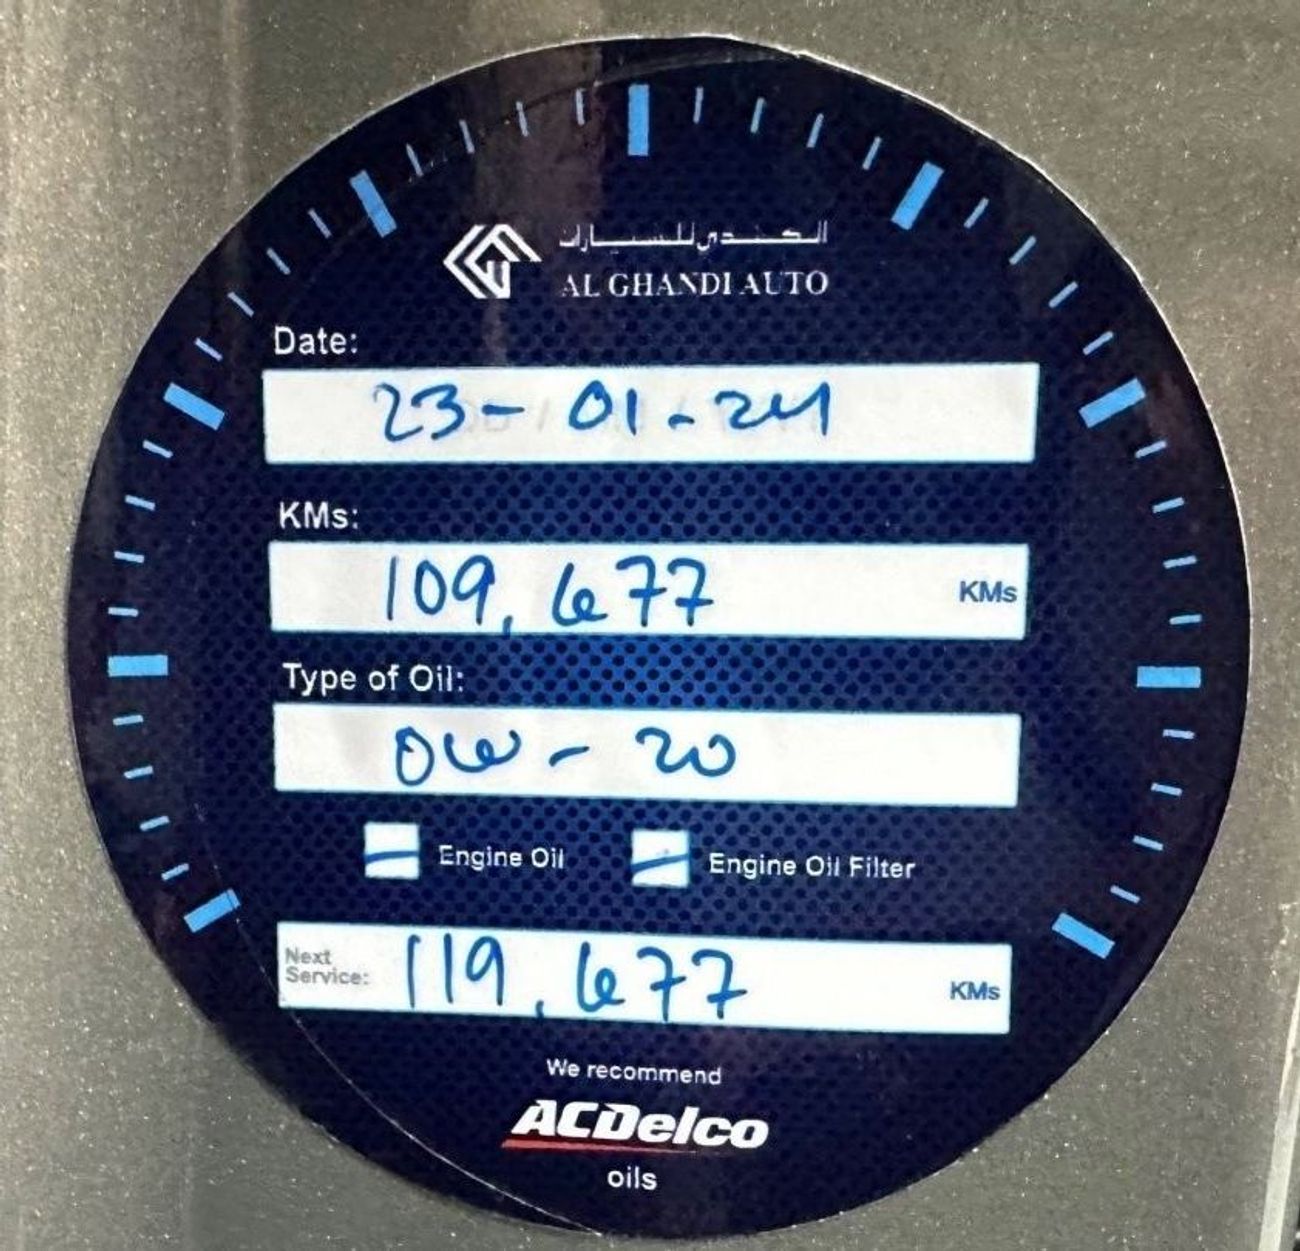 الغندي للسيارات
AL GHANDI AUTO
Date:
23-01-24
KMs:
109,677 KMs
Type of Oil:
0w-20
Engine Oil Engine Oil Filter
Next Service: 119,677 KMs
We recommend
ACDelco
oils